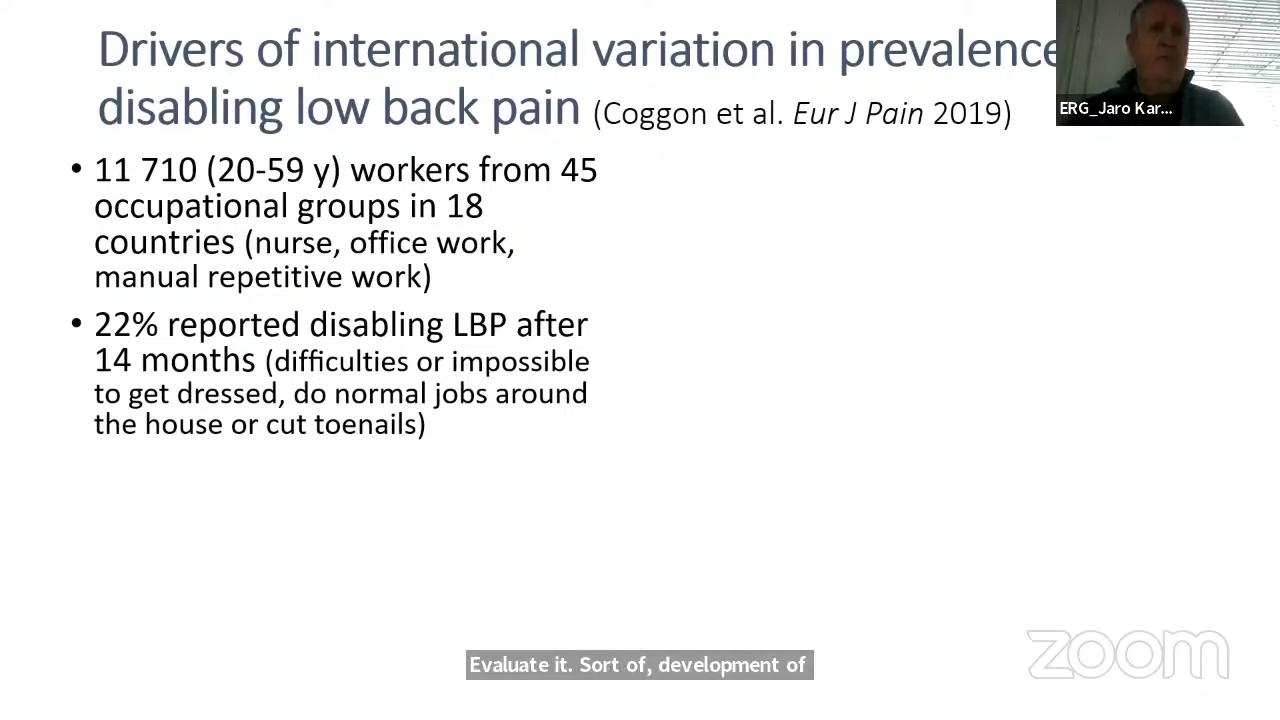 Drivers of international variation in prevalence
disabling low back pain (Coggon et al. Eur J Pain 2019)
ERG_Jaro Kar...
• 11 710 (20-59 y) workers from 45
occupational groups in 18
countries (nurse, office work,
manual repetitive work)
• 22% reported disabling LBP after
14 months (difficulties or impossible
to get dressed, do normal jobs around
the house or cut toenails)
Evaluate it. Sort of, development of
zoom